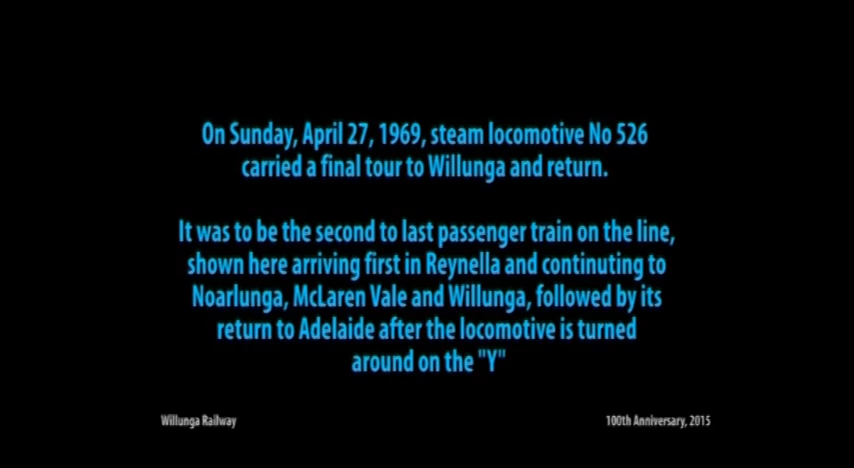 On Sunday, April 27, 1969, steam locomotive No 526
carried a final tour to Willunga and return.
It was to be the second to last passenger train on the line,
shown here arriving first in Reynella and continuting to
Noarlunga, McLaren Vale and Willunga, followed by its
return to Adelaide after the locomotive is turned
around on the "Y"
Willunga Railway
100th Anniversary, 2015